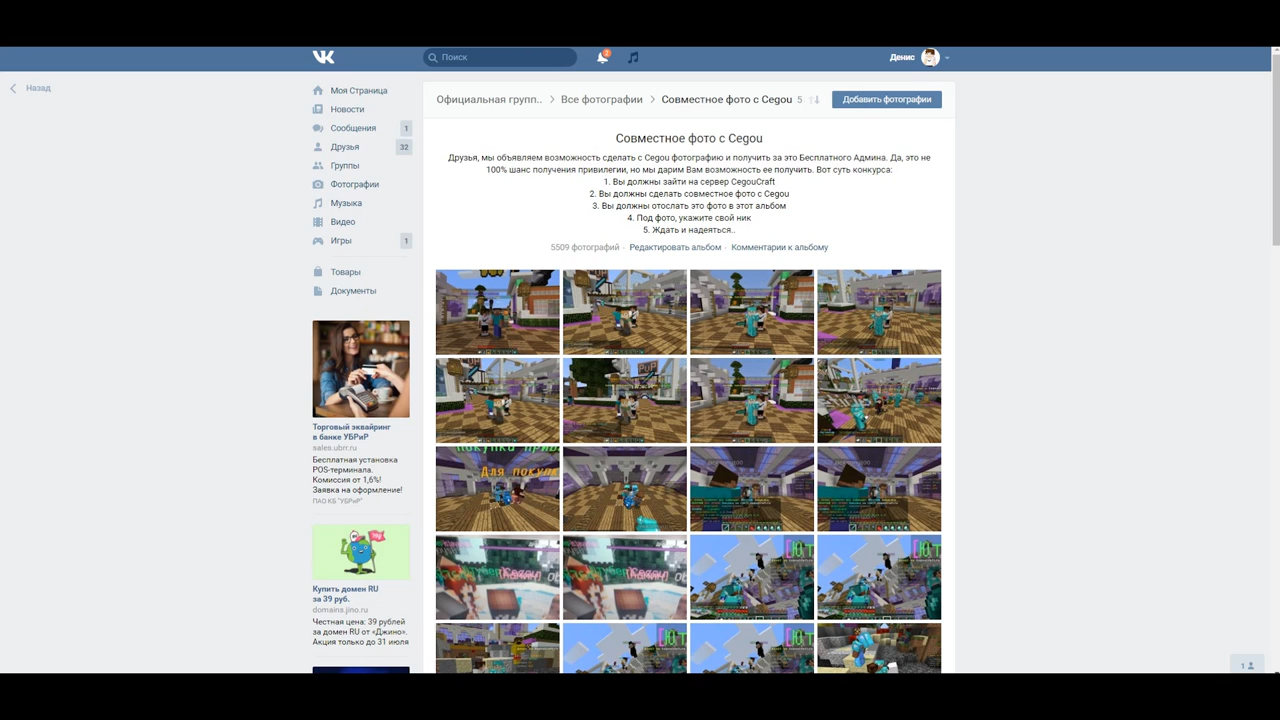 Поиск
2
Денис
Назад
Моя Страница
Новости
Сообщения 1
Друзья 32
Группы
Фотографии
Музыка
Видео
Игры 1
Товары
Документы
Торговый эквайринг
в банке УБРиР
sales.ubrr.ru
Бесплатная установка
POS-терминала.
Комиссия от 1,6%!
Заявка на оформление!
ПАО КБ "УБРиР"
Купить домен RU
за 39 руб.
domains.jino.ru
Честная цена: 39 рублей
за домен RU от «Джино».
Акция только до 31 июля
Официальная групп.. Все фотографии Совместное фото с Cegou 5 Добавить фотографии
Совместное фото с Cegou
Друзья, мы объявляем возможность сделать с Cegou фотографию и получить за это Бесплатного Админа. Да, это не
100% шанс получения привилегии, но мы дарим Вам возможность ее получить. Вот суть конкурса:
1. Вы должны зайти на сервер CegouCraft
2. Вы должны сделать совместное фото с Cegou
3. Вы должны отослать это фото в этот альбом
4. Под фото, укажите свой ник
5. Ждать и надеяться..
5509 фотографий · Редактировать альбом · Комментарии к альбому
PvP
Для покуп
1